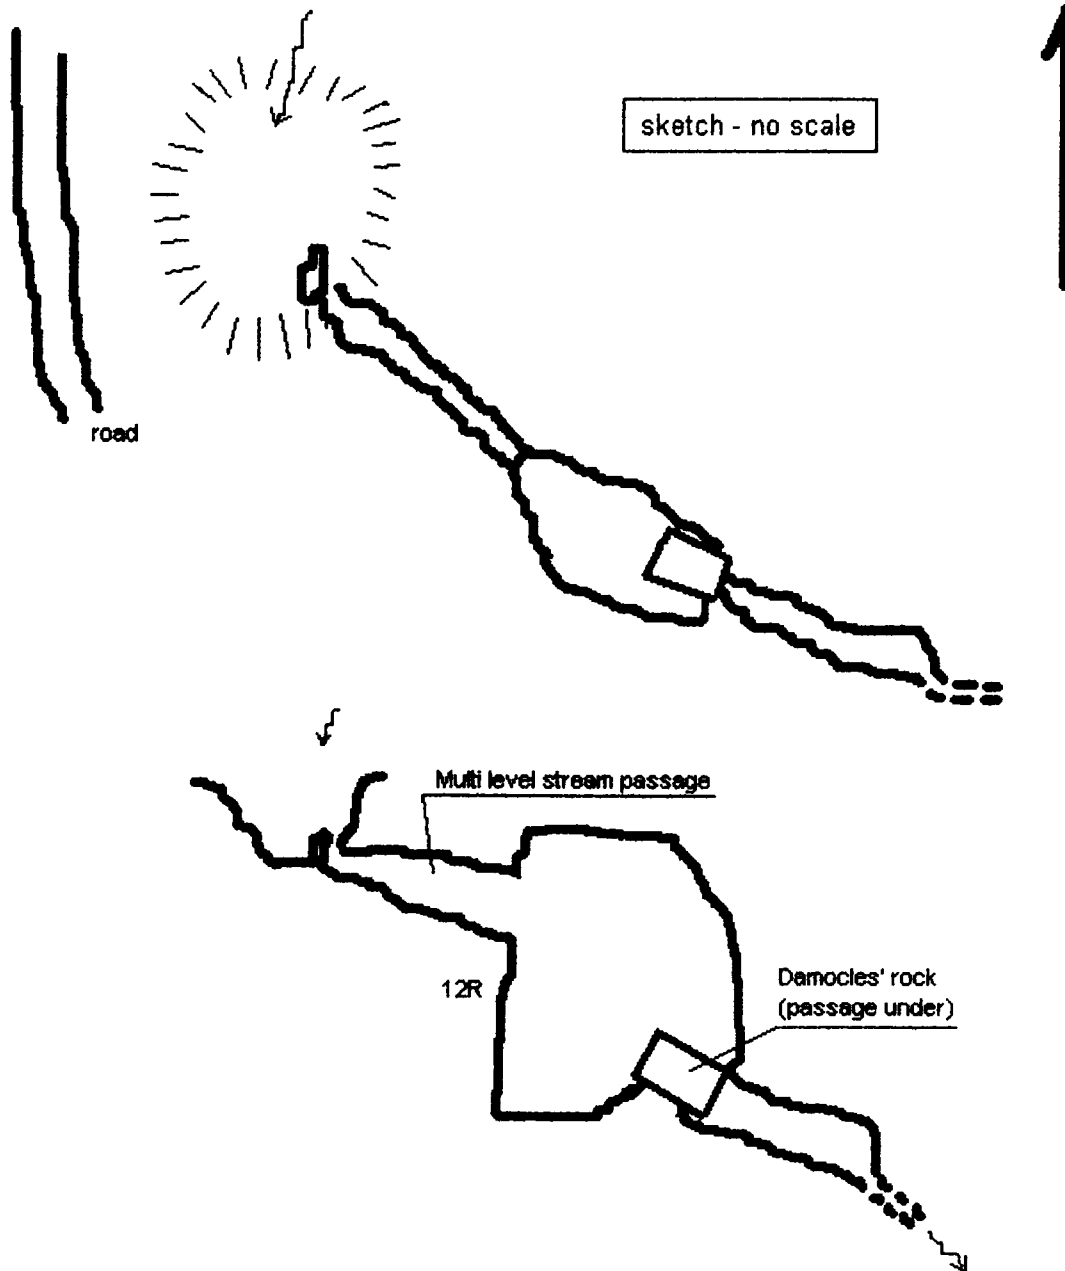 sketch - no scale
road
Multi level stream passage
12R
Damocles' rock
(passage under)